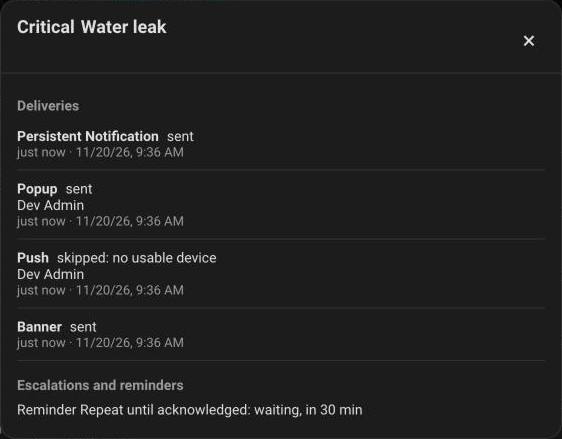 Critical Water leak
Deliveries
Persistent Notification sent
just now · 11/20/26, 9:36 AM
Popup sent
Dev Admin
just now · 11/20/26, 9:36 AM
Push skipped: no usable device
Dev Admin
just now · 11/20/26, 9:36 AM
Banner sent
just now · 11/20/26, 9:36 AM
Escalations and reminders
Reminder Repeat until acknowledged: waiting, in 30 min